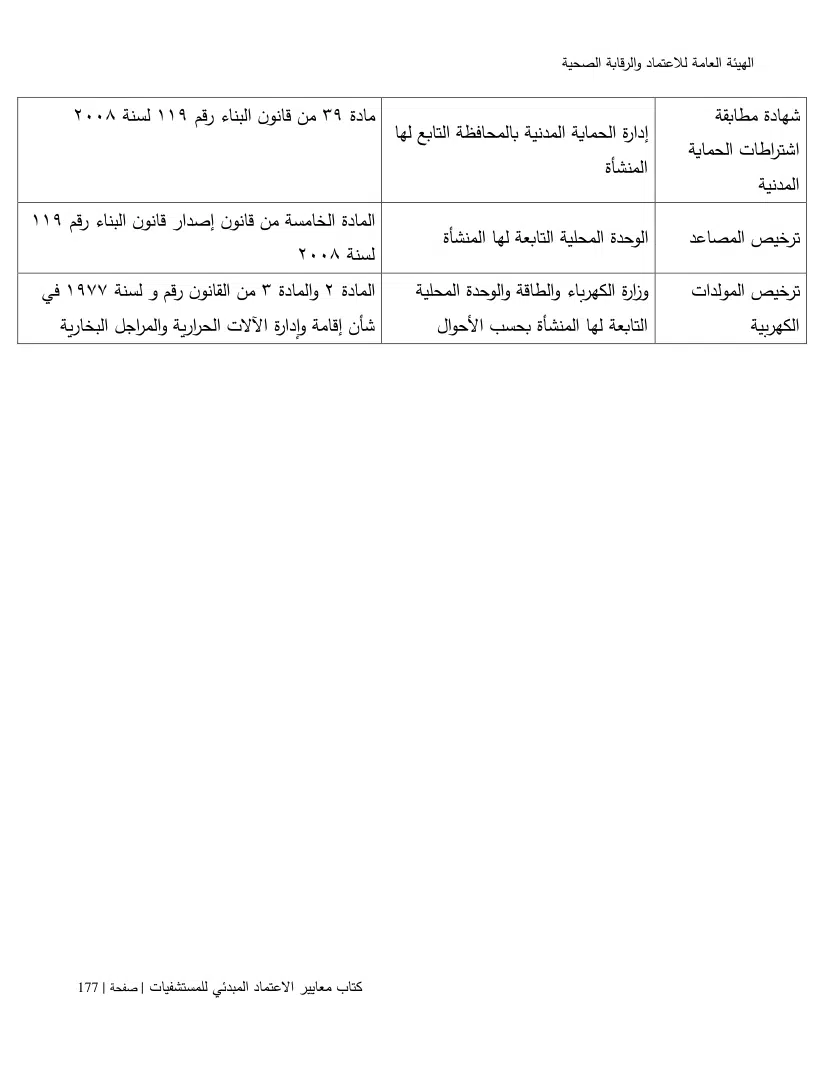 الهيئة العامة للاعتماد والرقابة الصحية
شهادة مطابقة
اشتراطات الحماية
المدنية
إدارة الحماية المدنية بالمحافظة التابع لها
المنشأة
مادة ٣٩ من قانون البناء رقم ١١٩ لسنة ٢٠٠٨
ترخيص المصاعد
الوحدة المحلية التابعة لها المنشأة
المادة الخامسة من قانون إصدار قانون البناء رقم ١١٩
لسنة ٢٠٠٨
ترخيص المولدات
الكهربية
وزارة الكهرباء والطاقة والوحدة المحلية
التابعة لها المنشأة بحسب الأحوال
المادة ٢ والمادة ٣ من القانون رقم و لسنة ١٩٧٧ في
شأن إقامة وإدارة الآلات الحرارية والمراجل البخارية
كتاب معايير الاعتماد المبدئي للمستشفيات | صفحة | 177